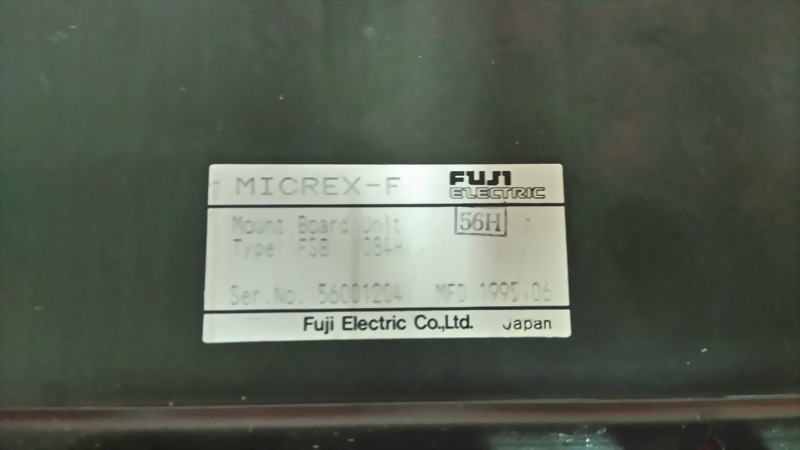 MICREX-F FUJI ELECTRIC
Mount Board Unit 56H
Type
Ser.No. 56001204 MFD 1995.06
Fuji Electric Co.,Ltd. Japan